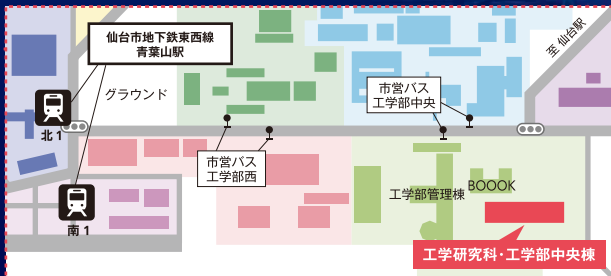 仙台市地下鉄東西線
青葉山駅
至 仙台駅
グラウンド
市営バス
工学部中央
北1
市営バス
工学部西
工学部管理棟
BOOOK
南1
工学研究科・工学部中央棟